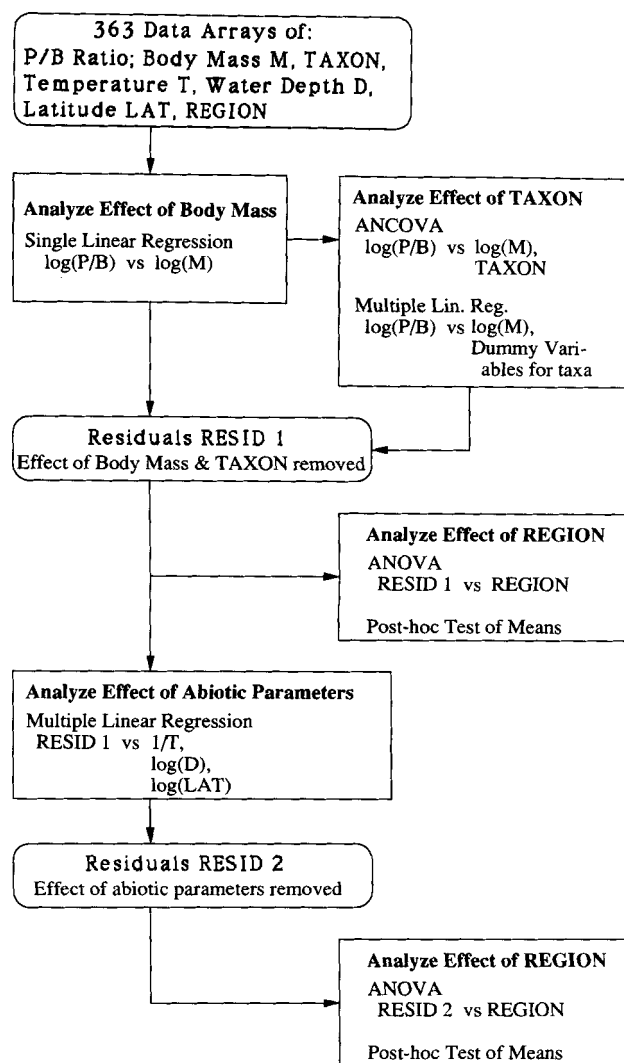 363 Data Arrays of:
P/B Ratio; Body Mass M, TAXON,
Temperature T, Water Depth D,
Latitude LAT, REGION
Analyze Effect of Body Mass
Single Linear Regression
log(P/B) vs log(M)
Analyze Effect of TAXON
ANCOVA
log(P/B) vs log(M),
TAXON
Multiple Lin. Reg.
log(P/B) vs log(M),
Dummy Vari-
ables for taxa
Residuals RESID 1
Effect of Body Mass & TAXON removed
Analyze Effect of REGION
ANOVA
RESID 1 vs REGION
Post-hoc Test of Means
Analyze Effect of Abiotic Parameters
Multiple Linear Regression
RESID 1 vs 1/T,
log(D),
log(LAT)
Residuals RESID 2
Effect of abiotic parameters removed
Analyze Effect of REGION
ANOVA
RESID 2 vs REGION
Post-hoc Test of Means